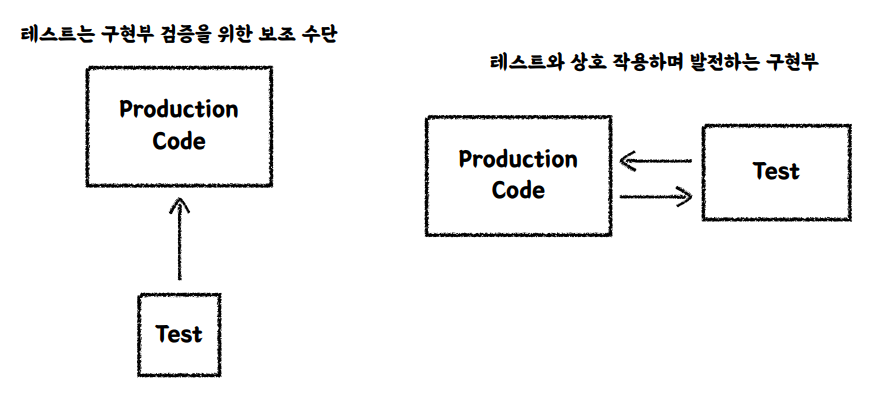 테스트는 구현부 검증을 위한 보조 수단
Production
Code
Test
테스트와 상호 작용하며 발전하는 구현부
Production
Code
Test